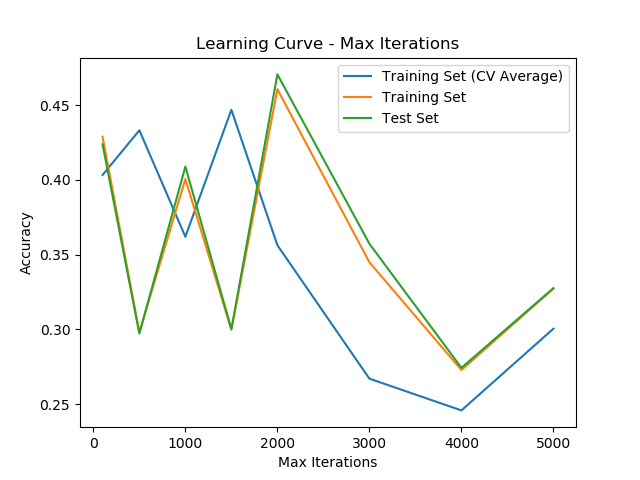 Learning Curve - Max Iterations
Training Set (CV Average)
Training Set
Test Set
Accuracy
0.45
0.40
0.35
0.30
0.25
0 1000 2000 3000 4000 5000
Max Iterations